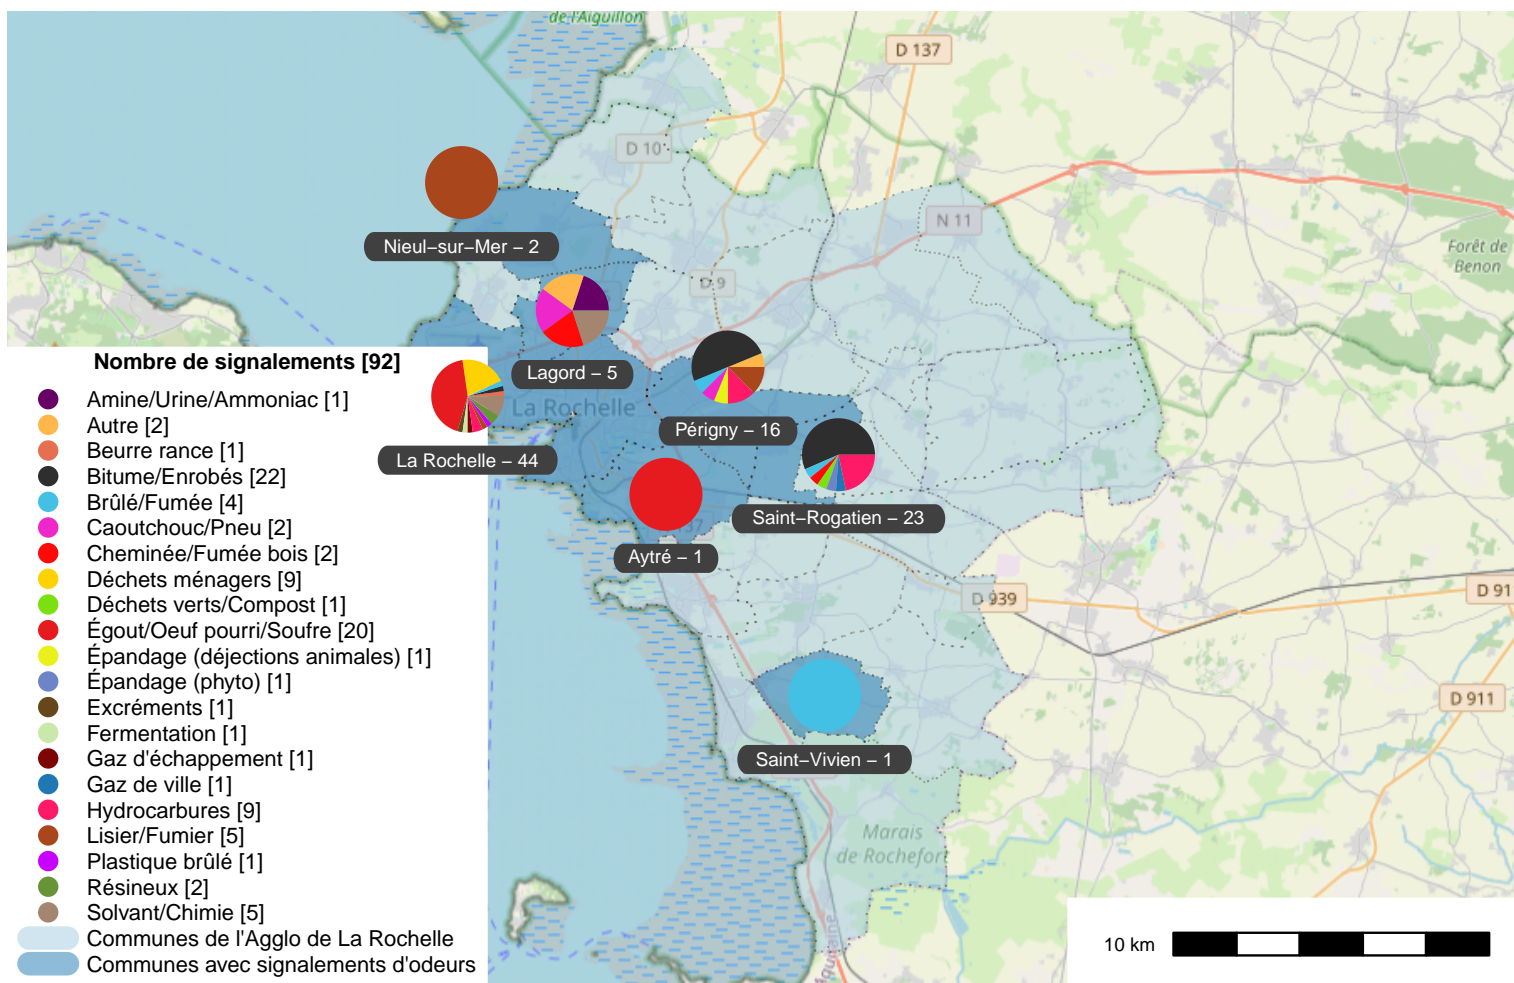 de l'Aiguillon
D 137
D 10
N 11
Forêt de
Benon
Nieul−sur−Mer − 2
D 9
Lagord − 5
La Rochelle
Périgny − 16
La Rochelle − 44
Saint−Rogatien − 23
137
Aytré − 1
D 939
D 91
D 911
Saint−Vivien − 1
Marais
de Rochefort
Aquitaine
Nombre de signalements [92]
Amine/Urine/Ammoniac [1]
Autre [2]
Beurre rance [1]
Bitume/Enrobés [22]
Brûlé/Fumée [4]
Caoutchouc/Pneu [2]
Cheminée/Fumée bois [2]
Déchets ménagers [9]
Déchets verts/Compost [1]
Égout/Oeuf pourri/Soufre [20]
Épandage (déjections animales) [1]
Épandage (phyto) [1]
Excréments [1]
Fermentation [1]
Gaz d'échappement [1]
Gaz de ville [1]
Hydrocarbures [9]
Lisier/Fumier [5]
Plastique brûlé [1]
Résineux [2]
Solvant/Chimie [5]
Communes de l'Agglo de La Rochelle
Communes avec signalements d'odeurs
10 km